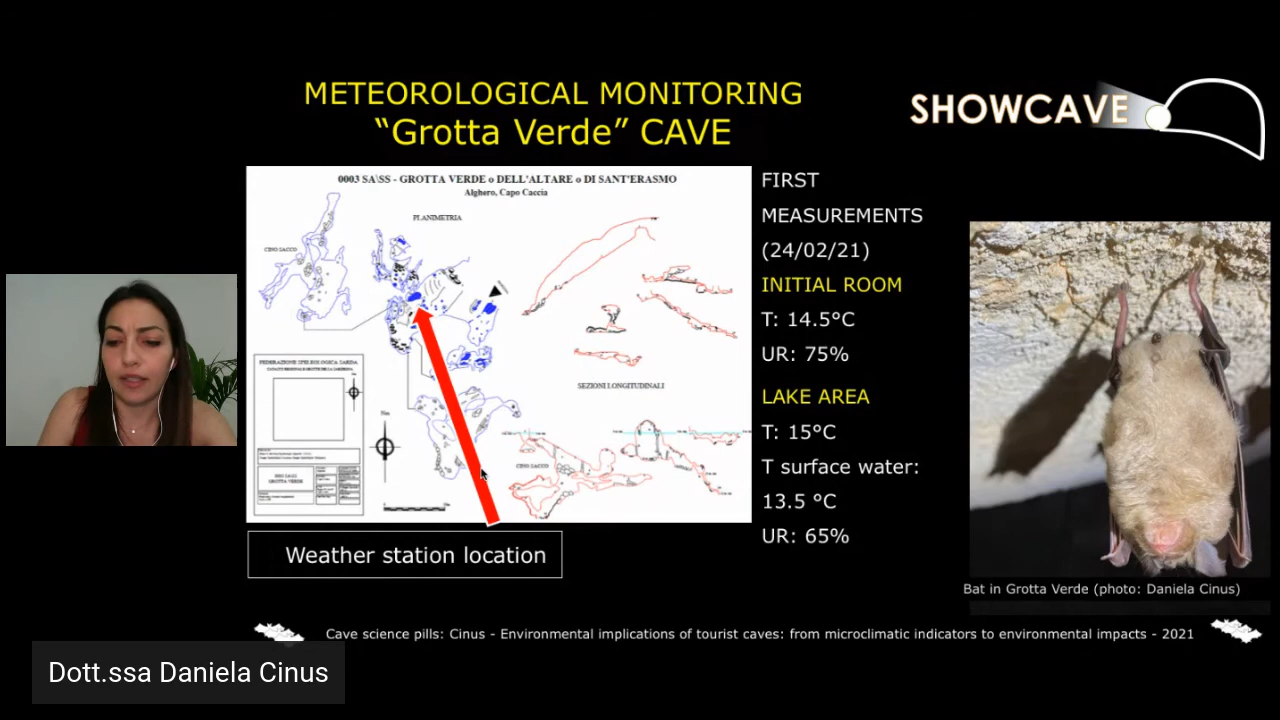 METEOROLOGICAL MONITORING
“Grotta Verde” CAVE
SHOWCAVE
0003 SA\SS - GROTTA VERDE o DELL'ALTARE o DI SANT'ERASMO
Alghero, Capo Caccia
PLANIMETRIA
CINO SACCO
FEDERAZIONE SPELEOLOGICA SARDA
Nm
SEZIONI LONGITUDINALI
CINO SACCO
GROTTA VERDE
FIRST
MEASUREMENTS
(24/02/21)
INITIAL ROOM
T: 14.5°C
UR: 75%
LAKE AREA
T: 15°C
T surface water:
13.5 °C
UR: 65%
Weather station location
Bat in Grotta Verde (photo: Daniela Cinus)
Cave science pills: Cinus - Environmental implications of tourist caves: from microclimatic indicators to environmental impacts - 2021
Dott.ssa Daniela Cinus